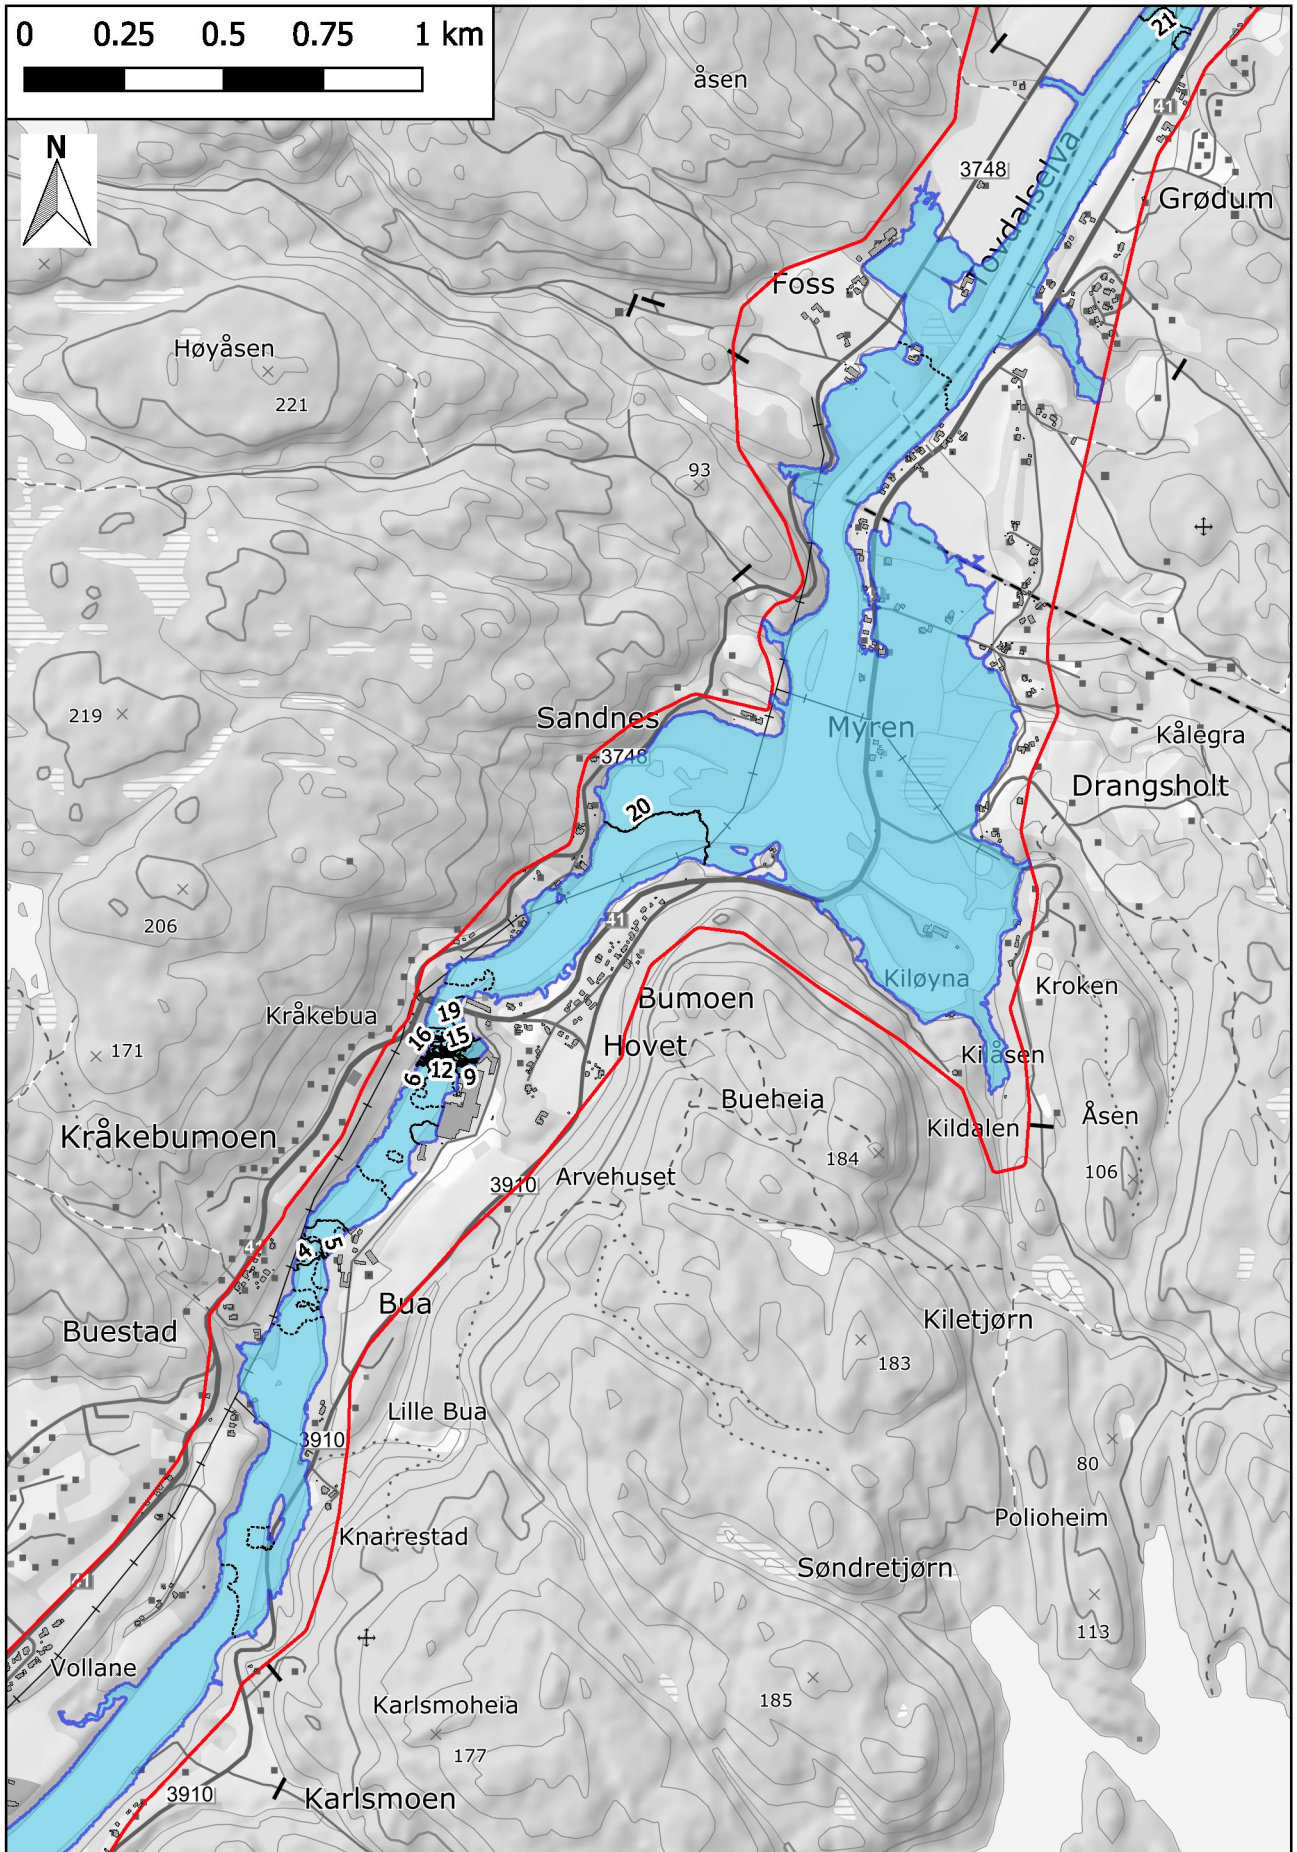 0 0.25 0.5 0.75 1 km
N
21
åsen
41
3748
Tovdalselva
Grødum
Foss
Høyåsen
221
93
219
Sandnes
3748
Myren
Kålegra
Drangsholt
20
206
41
Kiløyna
Kroken
Bumoen
Kråkebua
19
16
15
Hovet
171
12
6
9
Kilåsen
Bueheia
Åsen
Kråkebumoen
Kildalen
184
106
Arvehuset
3910
41
4
5
Bua
Buestad
Kiletjørn
183
Lille Bua
3910
80
Polioheim
Knarrestad
Søndretjørn
41
113
Vollane
185
Karlsmoheia
177
3910
Karlsmoen